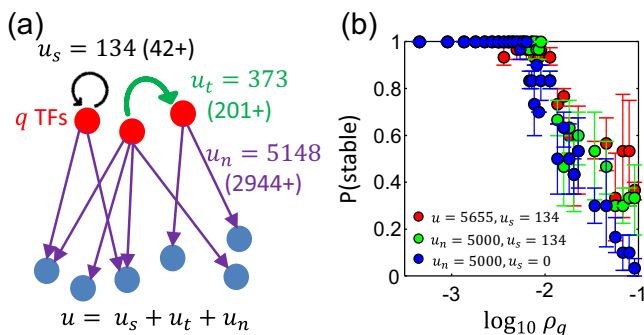 (a)
u_s = 134 (42+)
u_t = 373
(201+)
q TFs
u_n = 5148
(2944+)
u = u_s + u_t + u_n
(b)
P(stable)
1
0.8
0.6
0.4
0.2
0
u = 5655, u_s = 134
u_n = 5000, u_s = 134
u_n = 5000, u_s = 0
-3
-2
-1
log₁₀ ρ_q